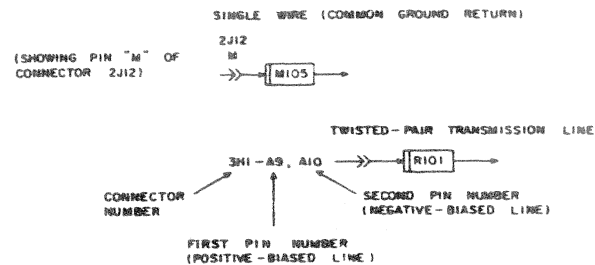 SINGLE WIRE (COMMON GROUND RETURN)
(SHOWING PIN "M" OF
CONNECTOR 2J12)
2J12
M
M105
TWISTED-PAIR TRANSMISSION LINE
3H1-A9, A10
R101
CONNECTOR
NUMBER
SECOND PIN NUMBER
(NEGATIVE-BIASED LINE)
FIRST PIN NUMBER
(POSITIVE-BIASED LINE)